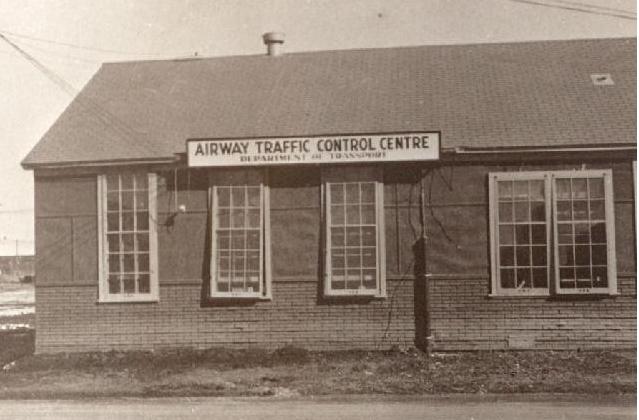 AIRWAY TRAFFIC CONTROL CENTRE
DEPARTMENT OF TRANSPORT